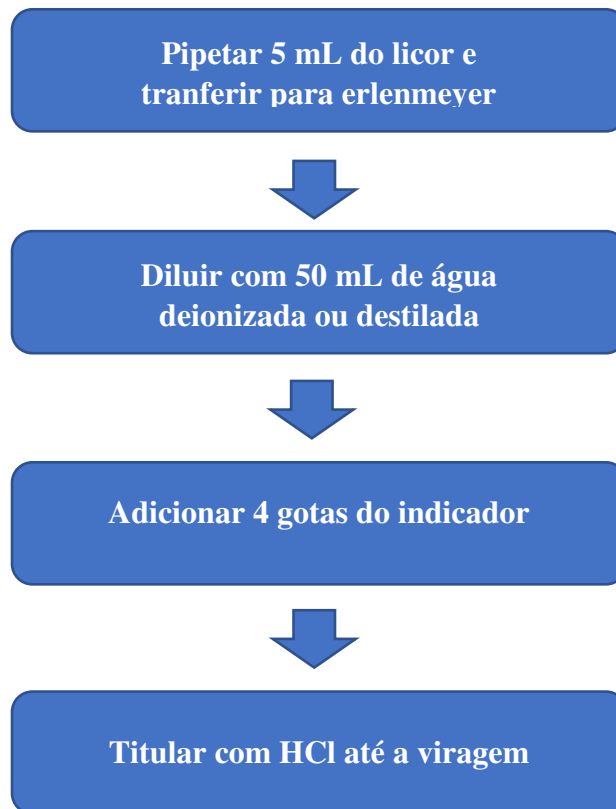 Pipetar 5 mL do licor e
tranferir para erlenmeyer
Diluir com 50 mL de água
deionizada ou destilada
Adicionar 4 gotas do indicador
Titular com HCl até a viragem